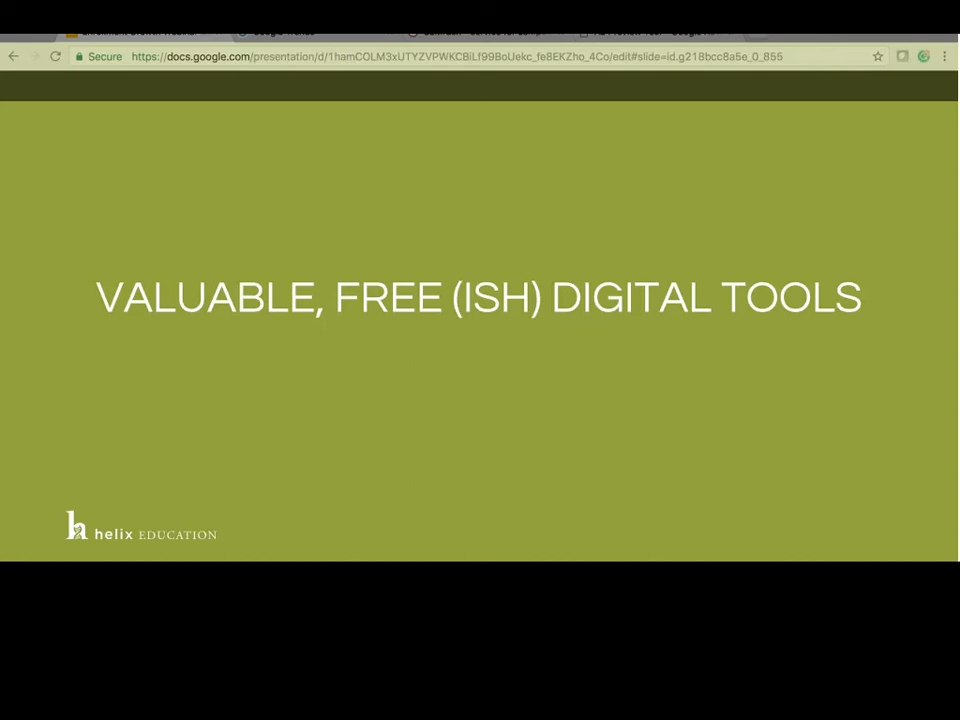 Secure https://docs.google.com/presentation/d/1hamCOLM3xUTYZVPWKCBiLf99BoUekc_fe8EKZho_4Co/edit#slide=id.g218bcc8a5e_0_855
VALUABLE, FREE (ISH) DIGITAL TOOLS
helix EDUCATION